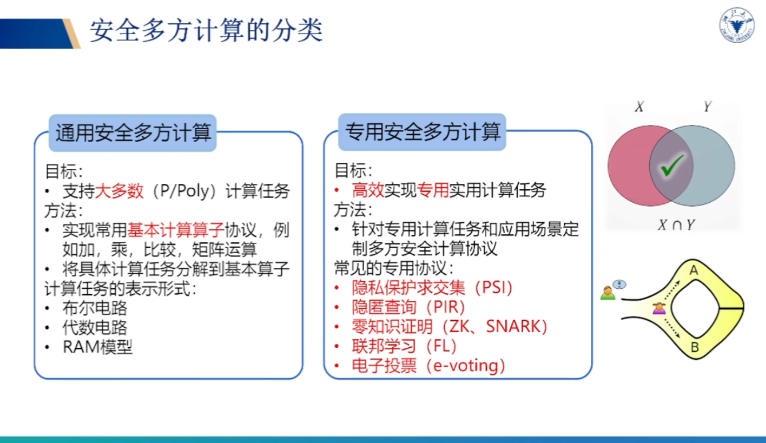 安全多方计算的分类
通用安全多方计算
目标：
• 支持大多数（P/Poly）计算任务
方法：
• 实现常用基本计算算子协议，例
如加，乘，比较，矩阵运算
• 将具体计算任务分解到基本算子
计算任务的表示形式：
• 布尔电路
• 代数电路
• RAM模型
专用安全多方计算
目标：
• 高效实现专用实用计算任务
方法：
• 针对专用计算任务和应用场景定
制多方安全计算协议
常见的专用协议：
• 隐私保护求交集（PSI）
• 隐匿查询（PIR）
• 零知识证明（ZK、SNARK）
• 联邦学习（FL）
• 电子投票（e-voting）
X Y
X ∩ Y
A
B